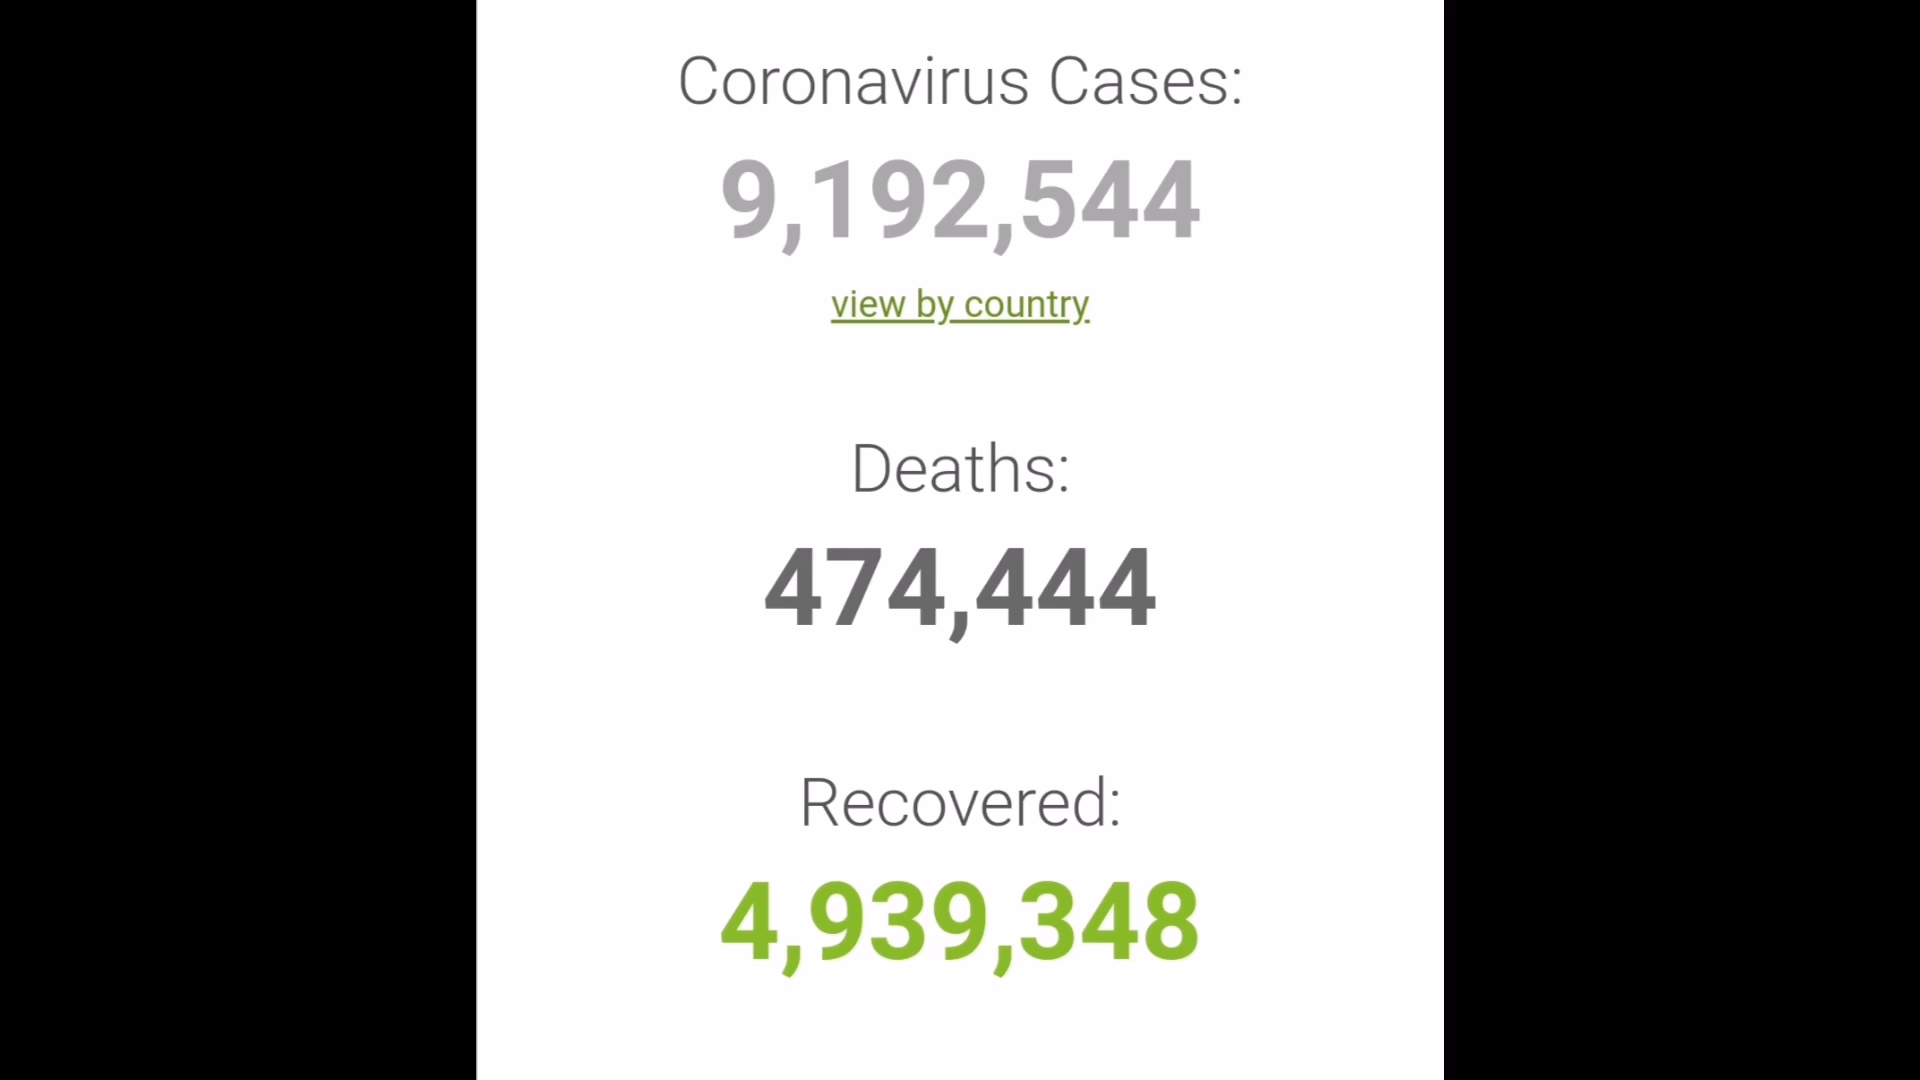 Coronavirus Cases:
9,192,544
view by country
Deaths:
474,444
Recovered:
4,939,348